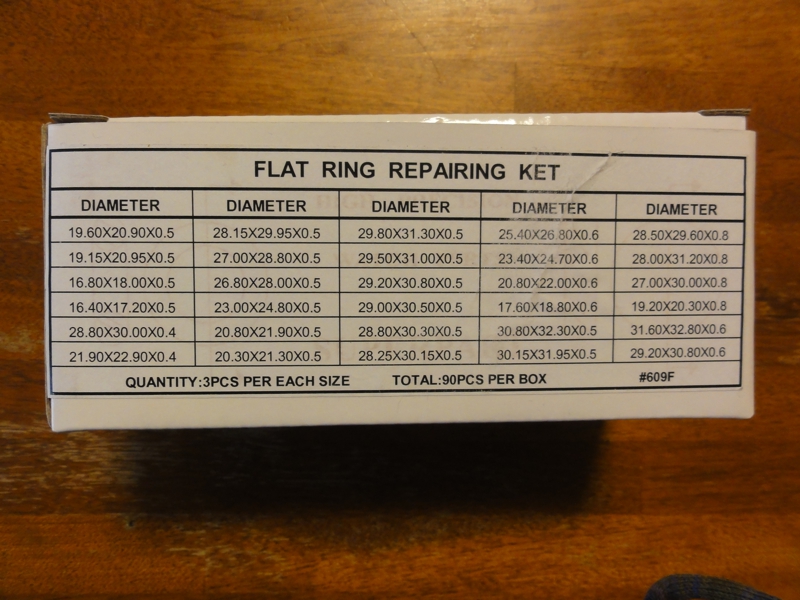 FLAT RING REPAIRING KET
DIAMETER DIAMETER DIAMETER DIAMETER DIAMETER
19.60X20.90X0.5 28.15X29.95X0.5 29.80X31.30X0.5 25.40X26.80X0.6 28.50X29.60X0.8
19.15X20.95X0.5 27.00X28.80X0.5 29.50X31.00X0.5 23.40X24.70X0.6 28.00X31.20X0.8
16.80X18.00X0.5 26.80X28.00X0.5 29.20X30.80X0.5 20.80X22.00X0.6 27.00X30.00X0.8
16.40X17.20X0.5 23.00X24.80X0.5 29.00X30.50X0.5 17.60X18.80X0.6 19.20X20.30X0.8
28.80X30.00X0.4 20.80X21.90X0.5 28.80X30.30X0.5 30.80X32.30X0.5 31.60X32.80X0.6
21.90X22.90X0.4 20.30X21.30X0.5 28.25X30.15X0.5 30.15X31.95X0.5 29.20X30.80X0.6
QUANTITY:3PCS PER EACH SIZE TOTAL:90PCS PER BOX #609F